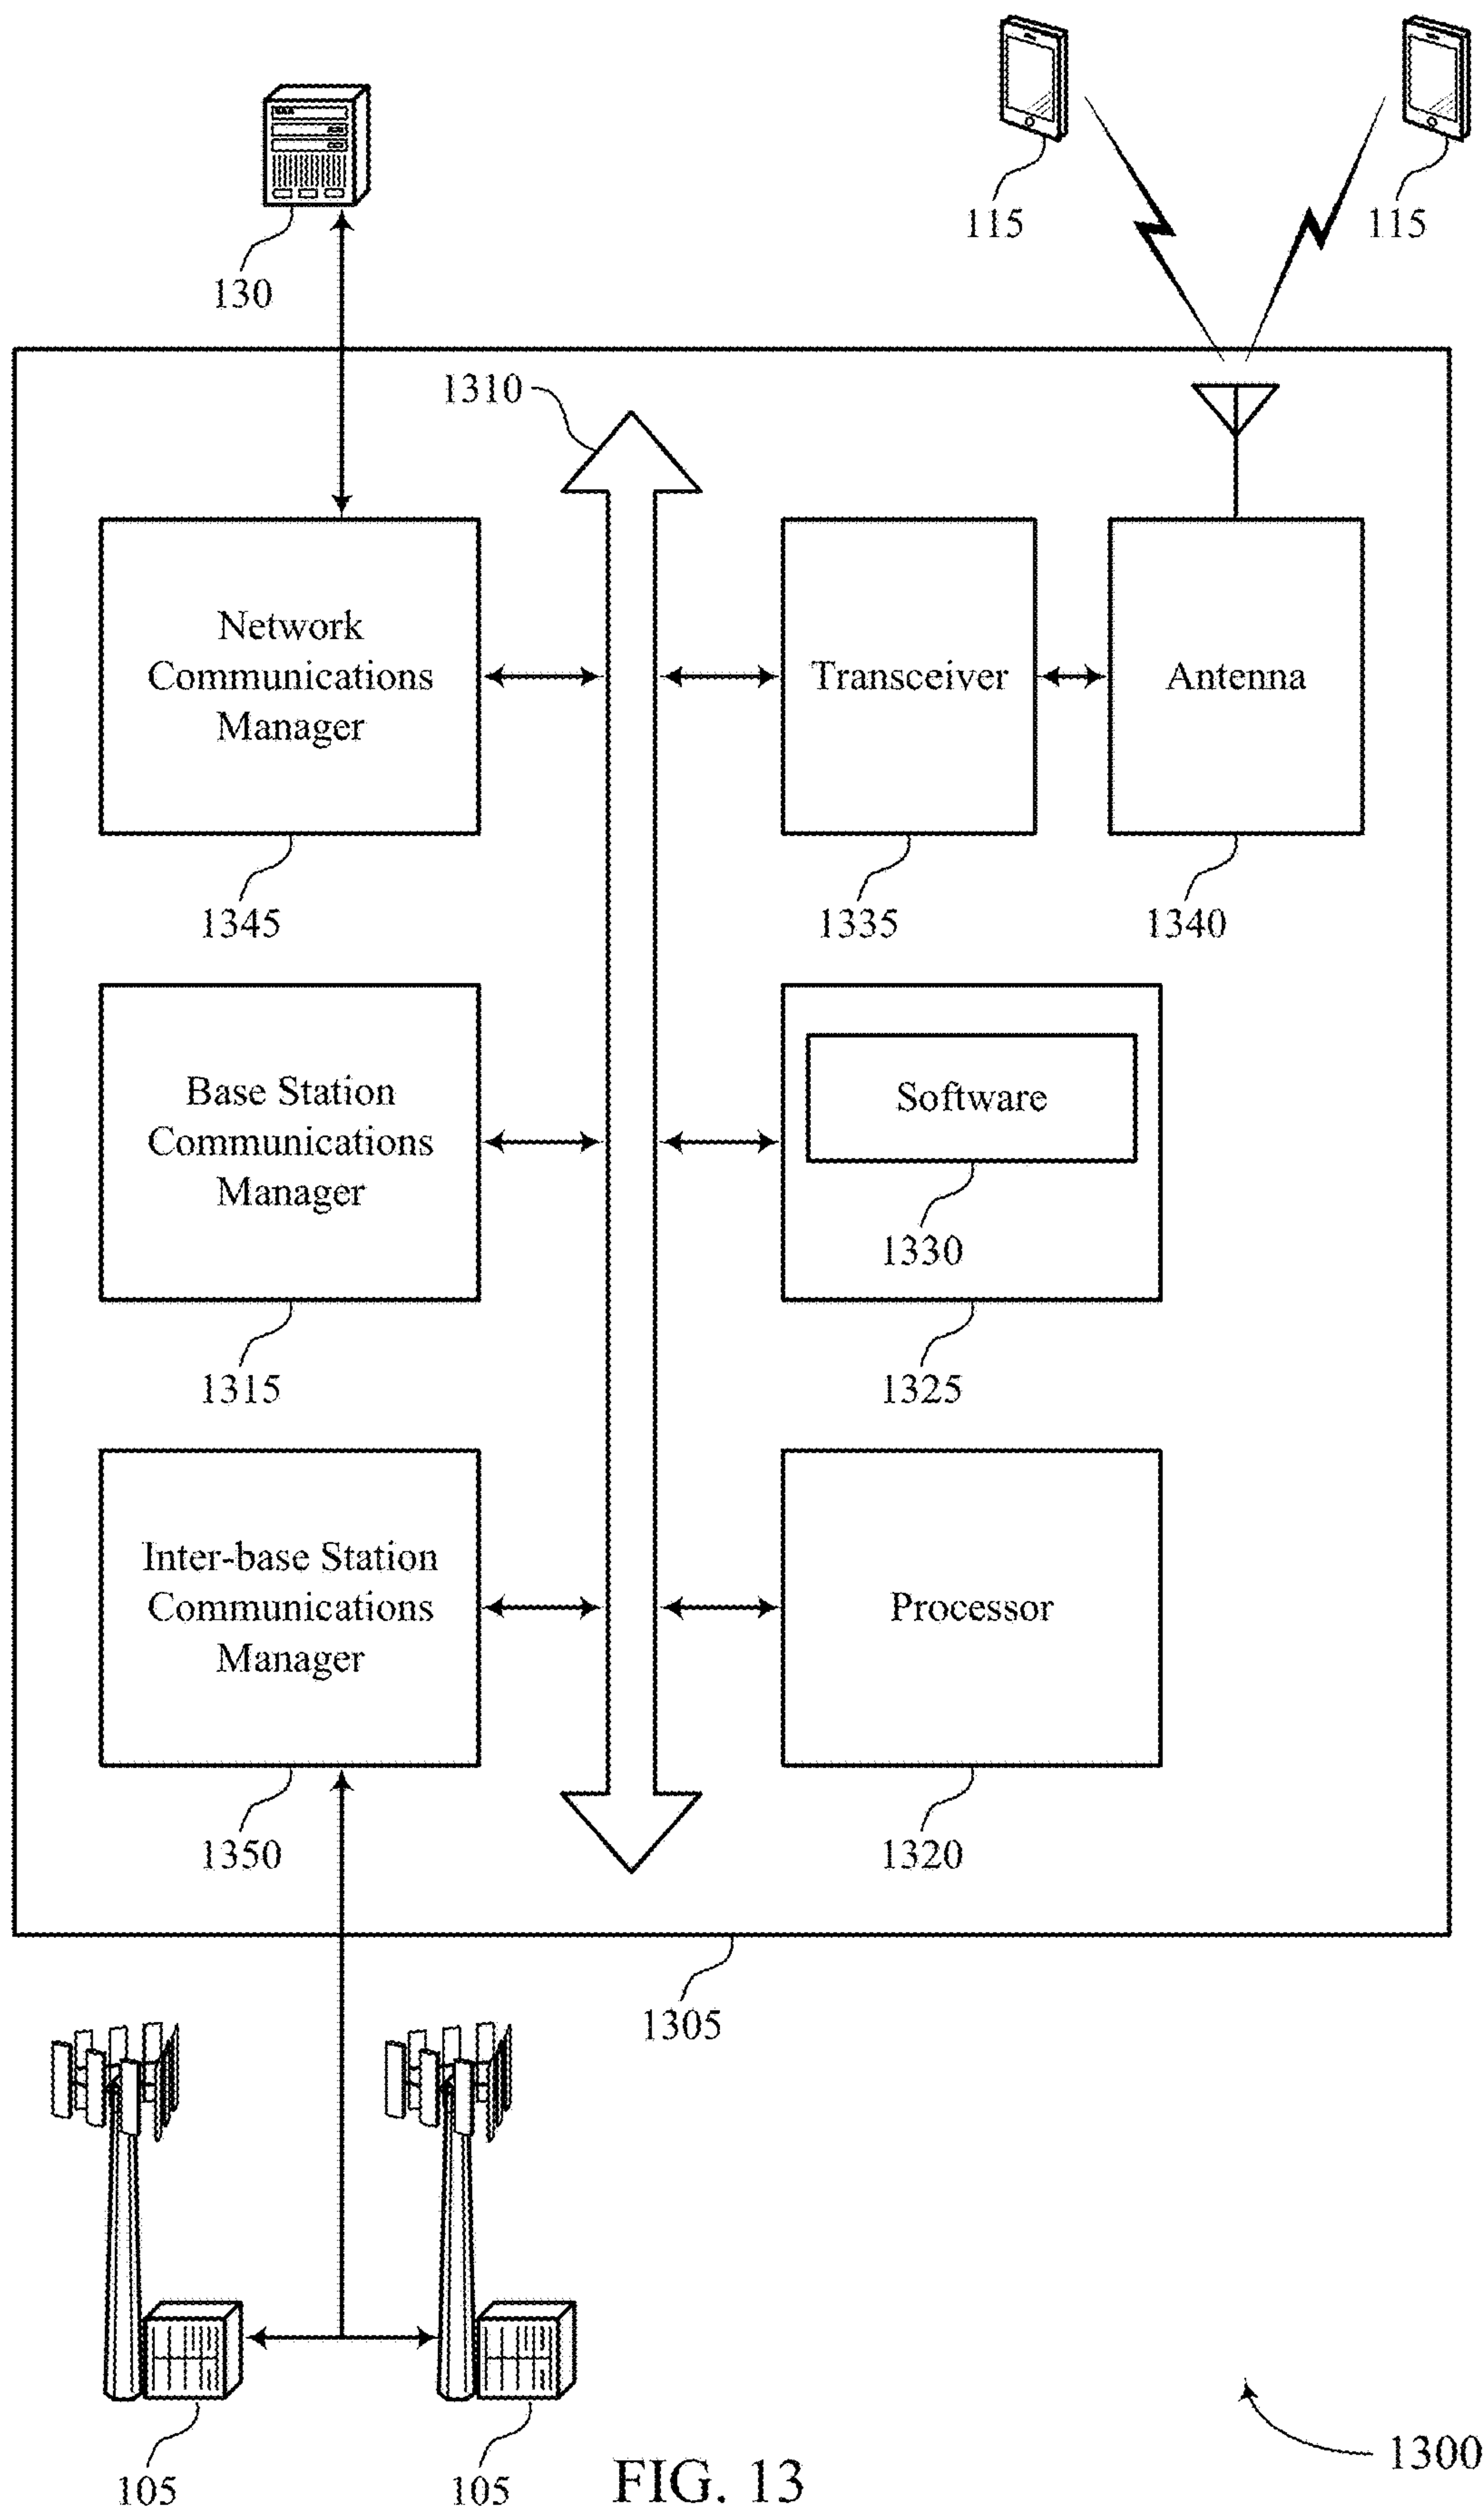 115
115
130
1310
Network
Communications
Manager
Transceiver
Antenna
1345
1335
1340
Base Station
Communications
Manager
Software
1330
1315
1325
Inter-base Station
Communications
Manager
Processor
1350
1320
1305
105
105
FIG. 13
1300